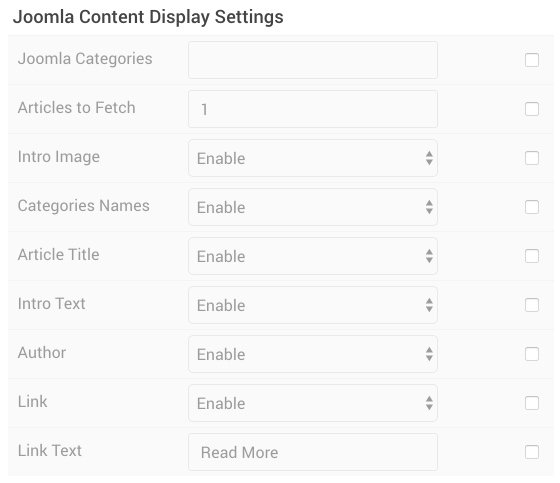 Joomla Content Display Settings
Joomla Categories
Articles to Fetch 1
Intro Image Enable
Categories Names Enable
Article Title Enable
Intro Text Enable
Author Enable
Link Enable
Link Text Read More